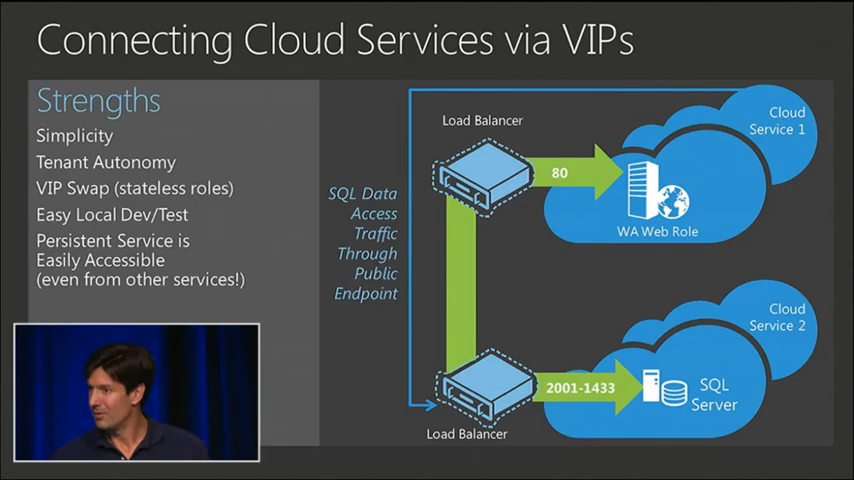 Connecting Cloud Services via VIPs
Strengths
Simplicity
Tenant Autonomy
VIP Swap (stateless roles)
Easy Local Dev/Test
Persistent Service is
Easily Accessible
(even from other services!)
SQL Data
Access
Traffic
Through
Public
Endpoint
Load Balancer
80
Cloud
Service 1
WA Web Role
Load Balancer
2001-1433
Cloud
Service 2
SQL
Server